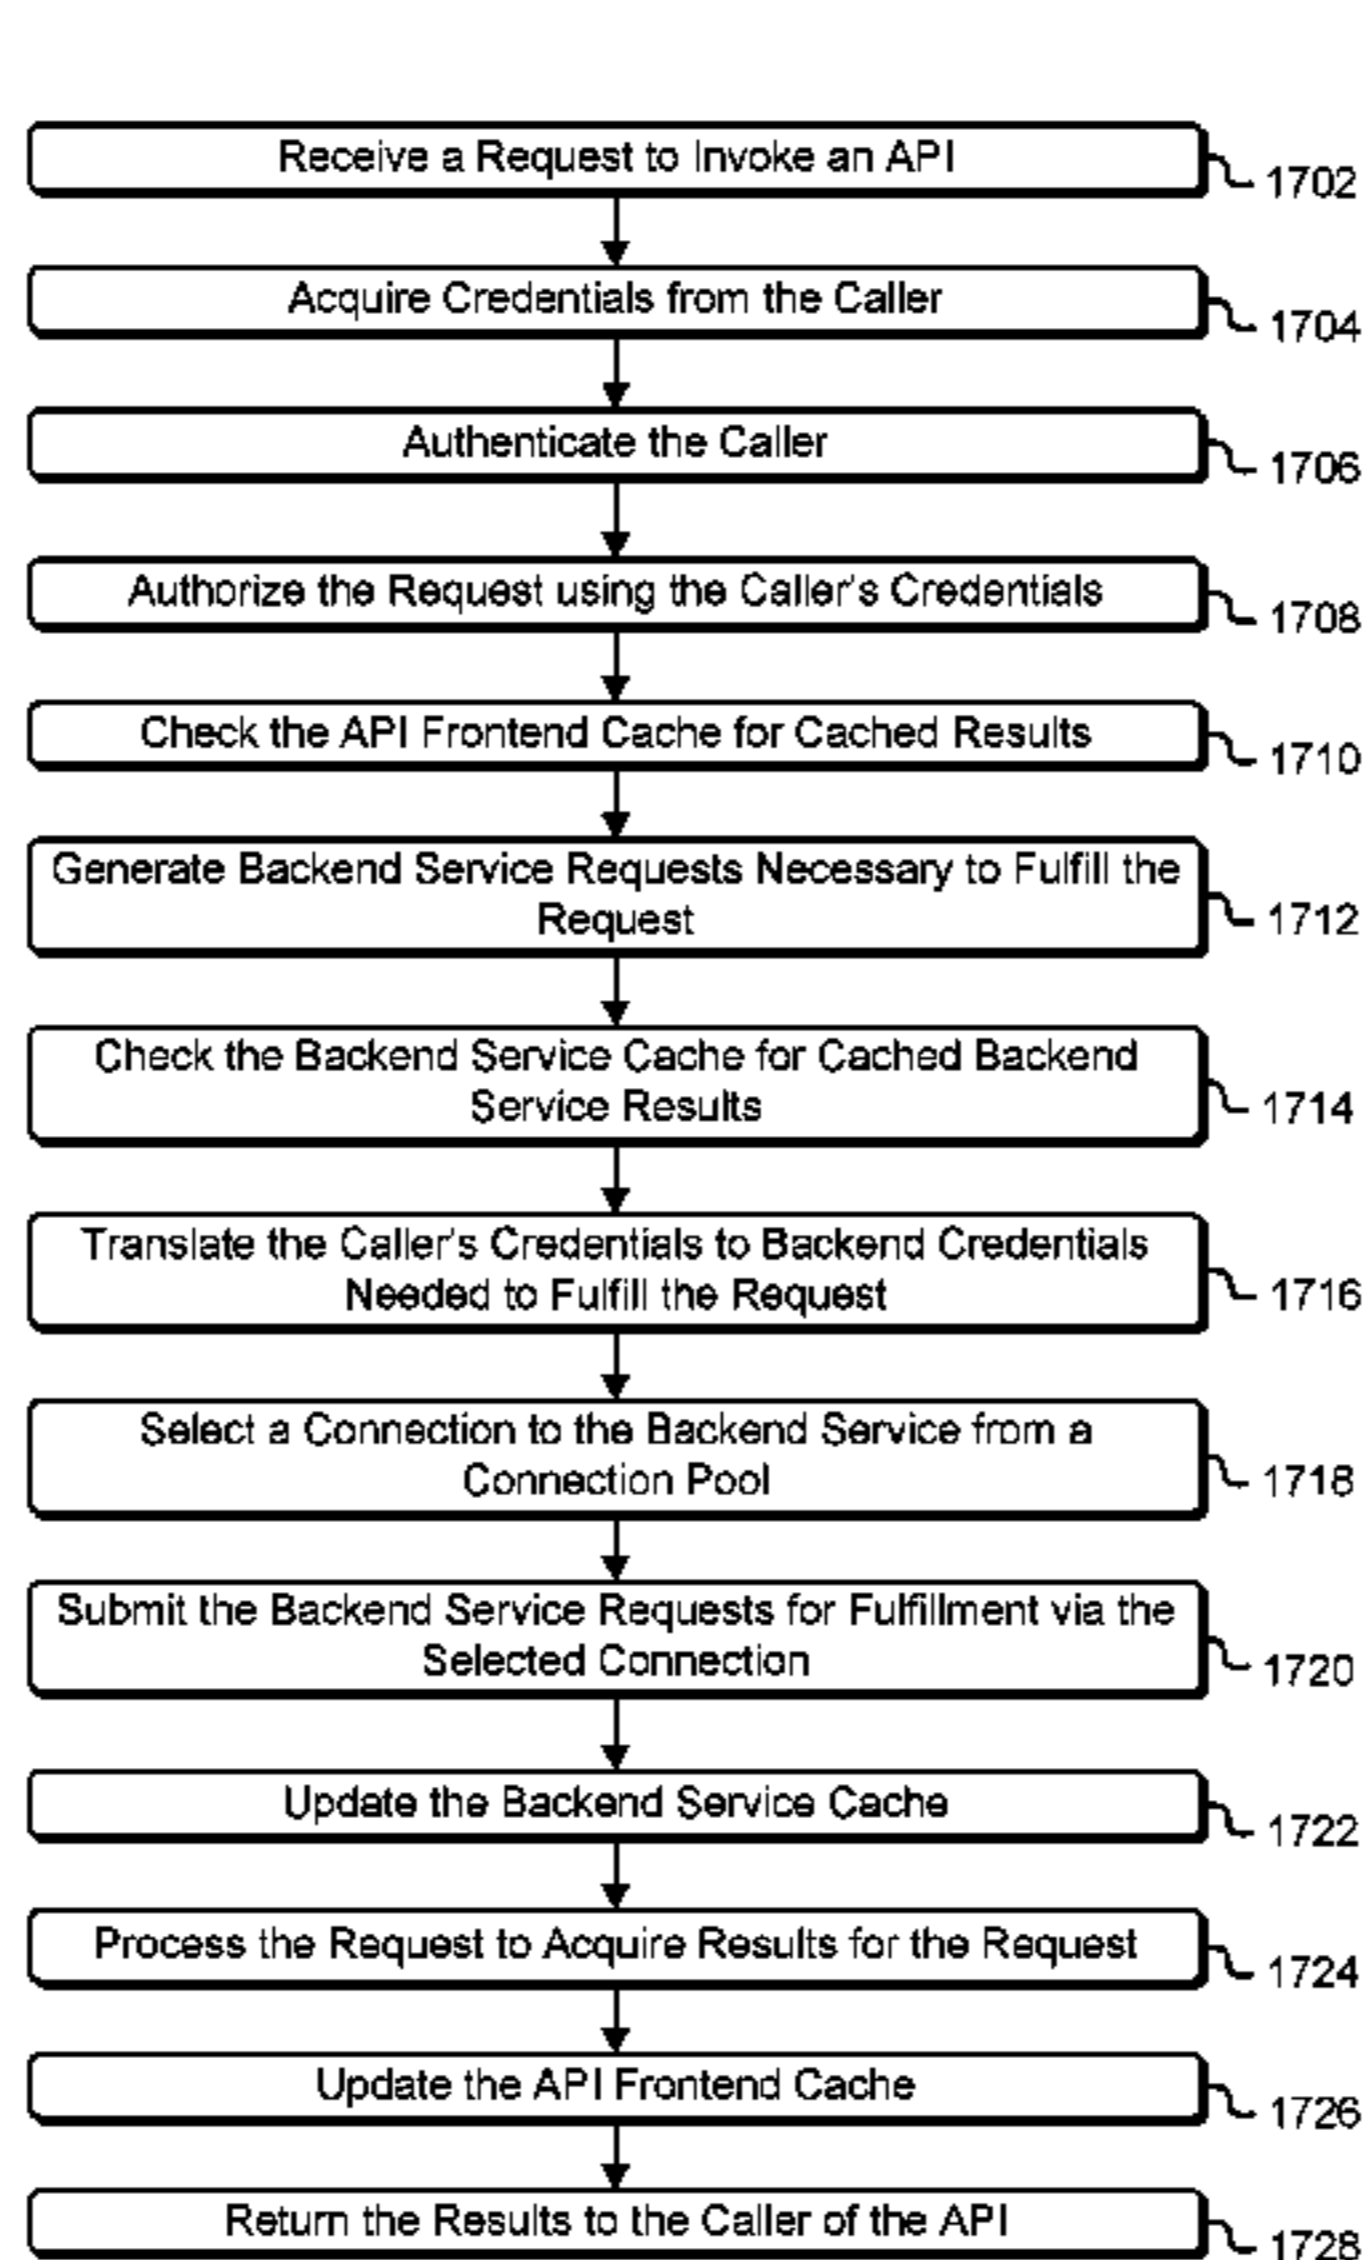 Receive a Request to Invoke an API
1702
Acquire Credentials from the Caller
1704
Authenticate the Caller
1706
Authorize the Request using the Caller's Credentials
1708
Check the API Frontend Cache for Cached Results
1710
Generate Backend Service Requests Necessary to Fulfill the
Request
1712
Check the Backend Service Cache for Cached Backend
Service Results
1714
Translate the Caller's Credentials to Backend Credentials
Needed to Fulfill the Request
1716
Select a Connection to the Backend Service from a
Connection Pool
1718
Submit the Backend Service Requests for Fulfillment via the
Selected Connection
1720
Update the Backend Service Cache
1722
Process the Request to Acquire Results for the Request
1724
Update the API Frontend Cache
1726
Return the Results to the Caller of the API
1728